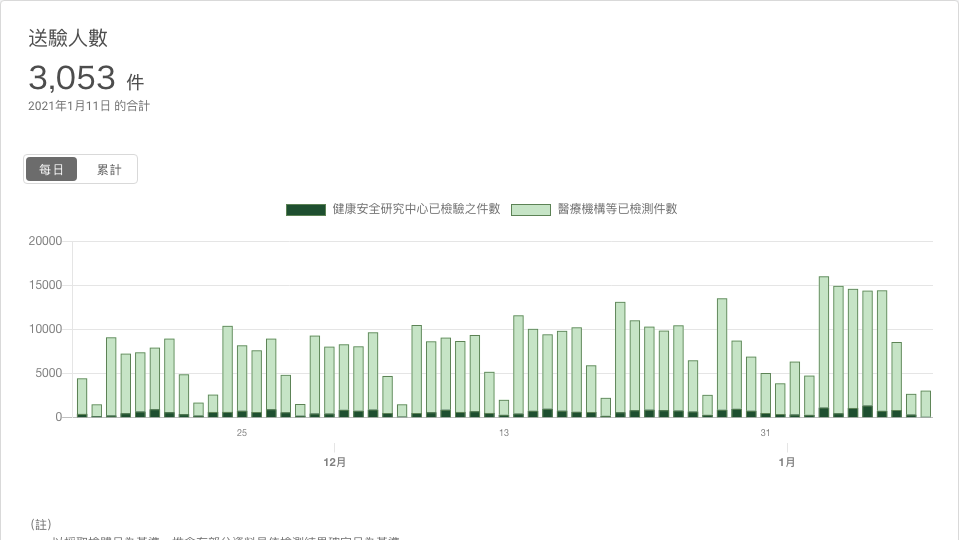 送驗人數
3,053 件
2021年1月11日 的合計
每日 累計
健康安全研究中心已檢驗之件數 醫療機構等已檢測件數
20000
15000
10000
5000
0
25 13 31
12月 1月
（註）